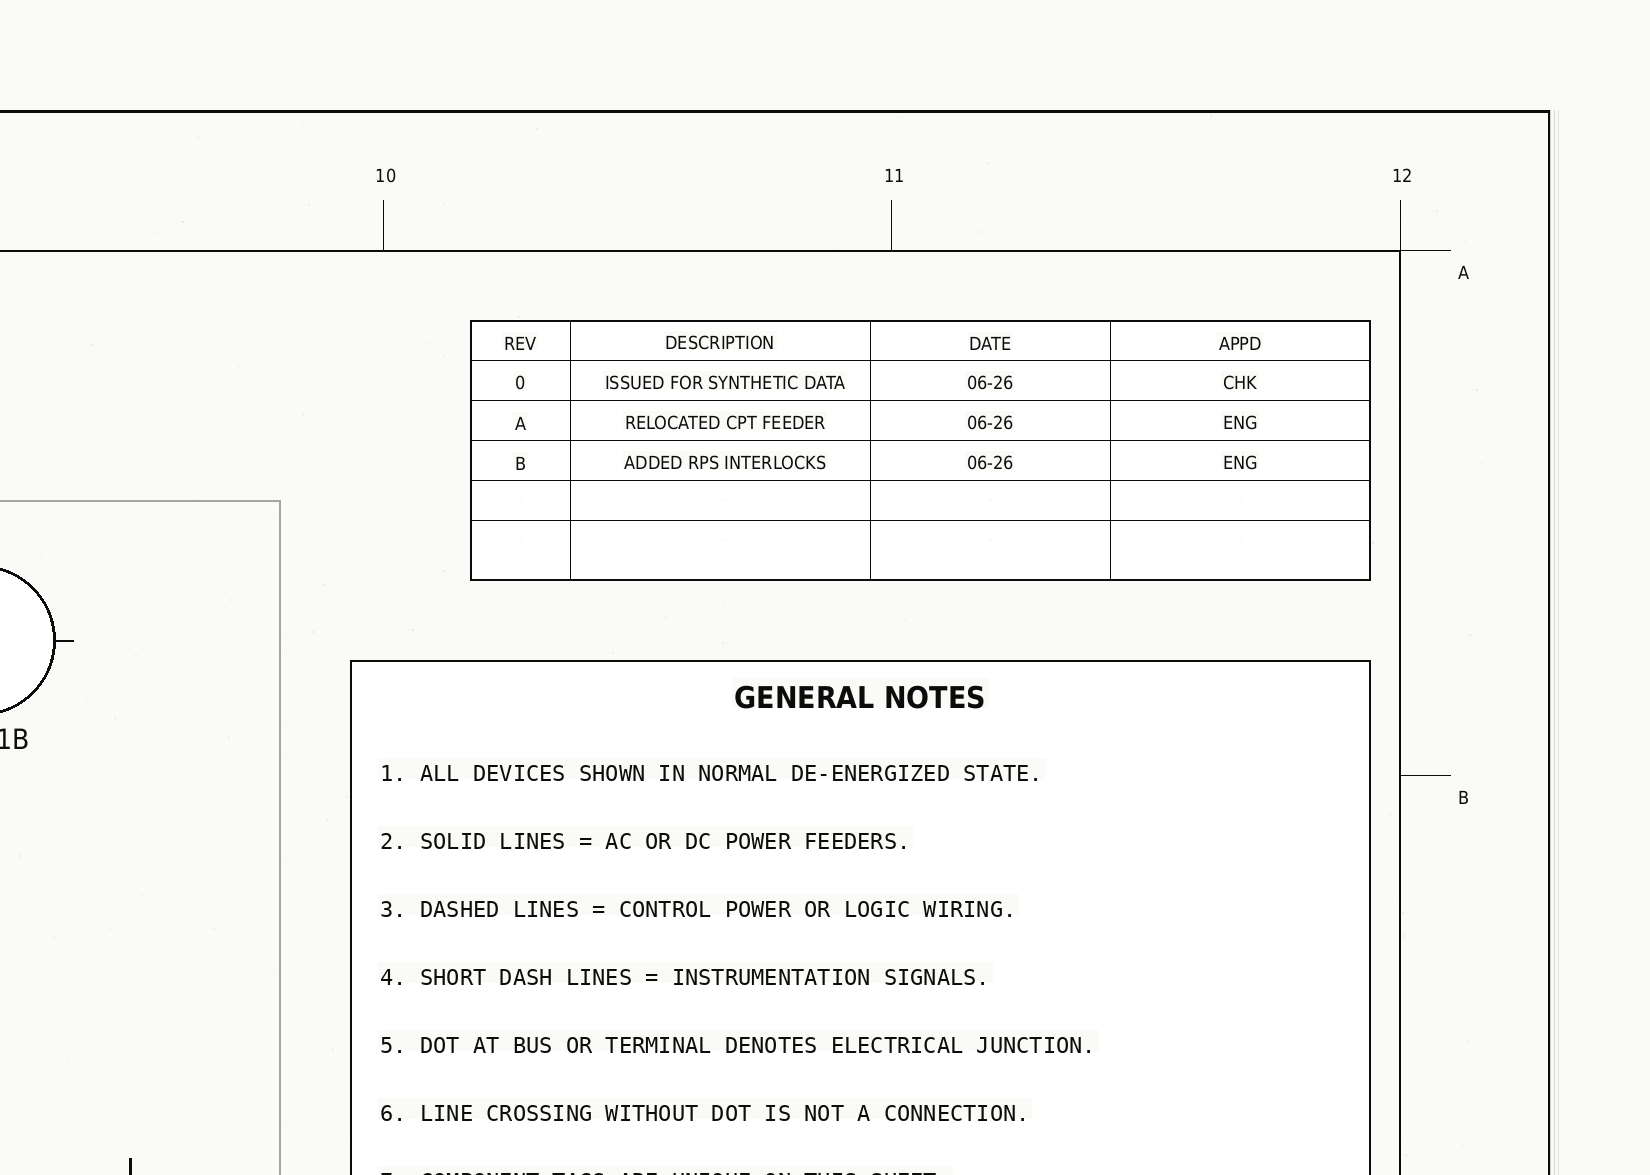 10 11 12
A
REV DESCRIPTION DATE APPD
0 ISSUED FOR SYNTHETIC DATA 06-26 CHK
A RELOCATED CPT FEEDER 06-26 ENG
B ADDED RPS INTERLOCKS 06-26 ENG
GENERAL NOTES
1B
1. ALL DEVICES SHOWN IN NORMAL DE-ENERGIZED STATE.
B
2. SOLID LINES = AC OR DC POWER FEEDERS.
3. DASHED LINES = CONTROL POWER OR LOGIC WIRING.
4. SHORT DASH LINES = INSTRUMENTATION SIGNALS.
5. DOT AT BUS OR TERMINAL DENOTES ELECTRICAL JUNCTION.
6. LINE CROSSING WITHOUT DOT IS NOT A CONNECTION.